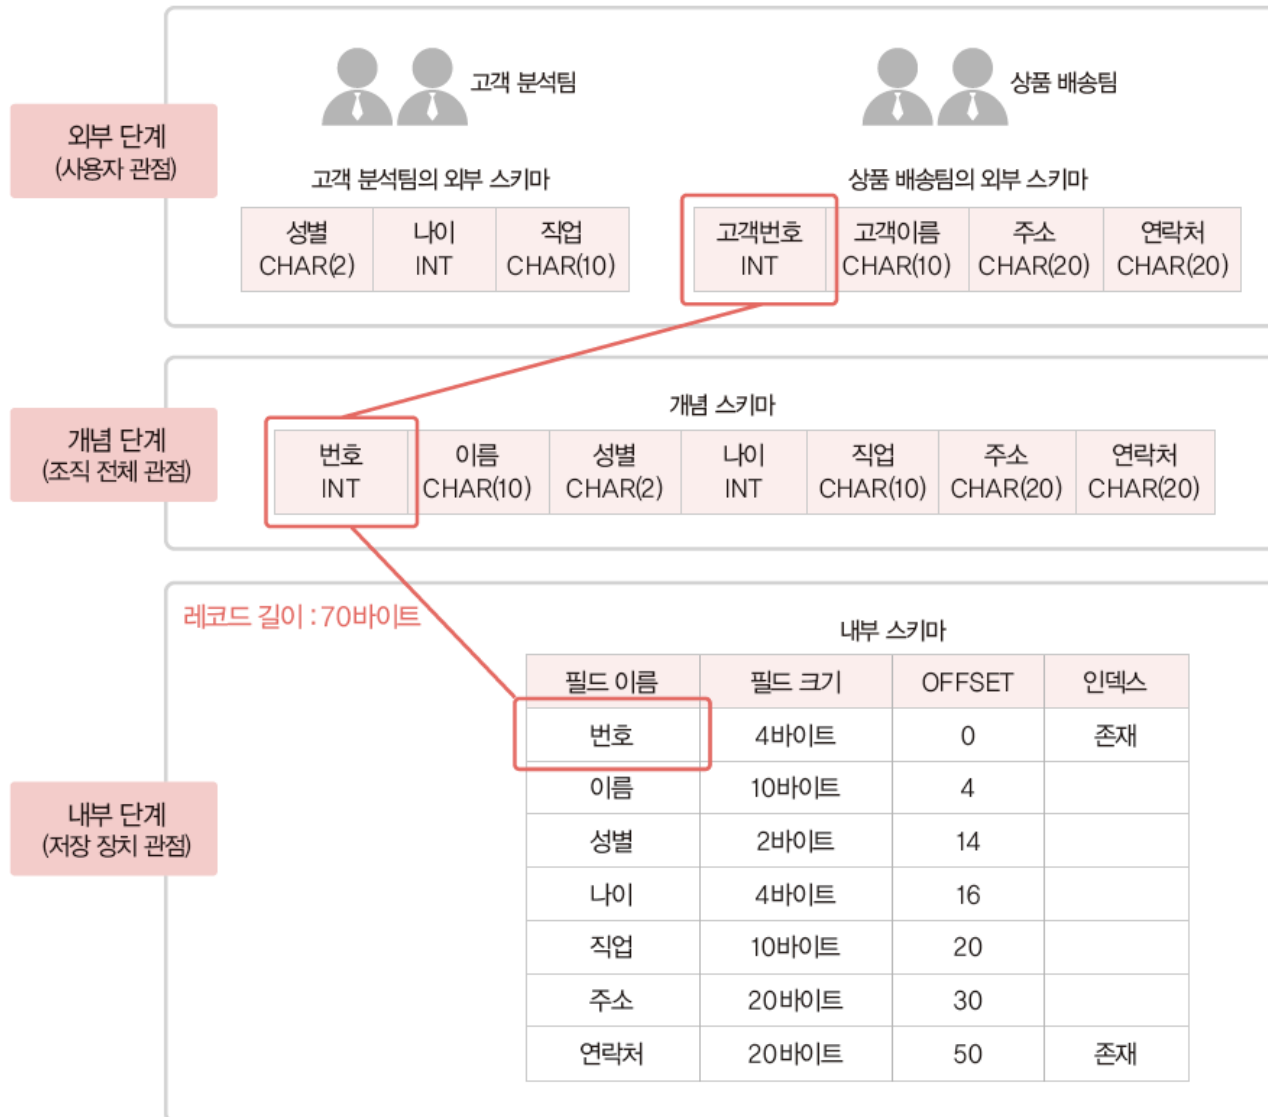 고객 분석팀
상품 배송팀
외부 단계
(사용자 관점)
고객 분석팀의 외부 스키마
상품 배송팀의 외부 스키마
성별 나이 직업
CHAR(2) INT CHAR(10)
고객번호 고객이름 주소 연락처
INT CHAR(10) CHAR(20) CHAR(20)
개념 단계
(조직 전체 관점)
개념 스키마
번호 이름 성별 나이 직업 주소 연락처
INT CHAR(10) CHAR(2) INT CHAR(10) CHAR(20) CHAR(20)
내부 단계
(저장 장치 관점)
레코드 길이 : 70바이트
내부 스키마
필드 이름 필드 크기 OFFSET 인덱스
번호 4바이트 0 존재
이름 10바이트 4
성별 2바이트 14
나이 4바이트 16
직업 10바이트 20
주소 20바이트 30
연락처 20바이트 50 존재